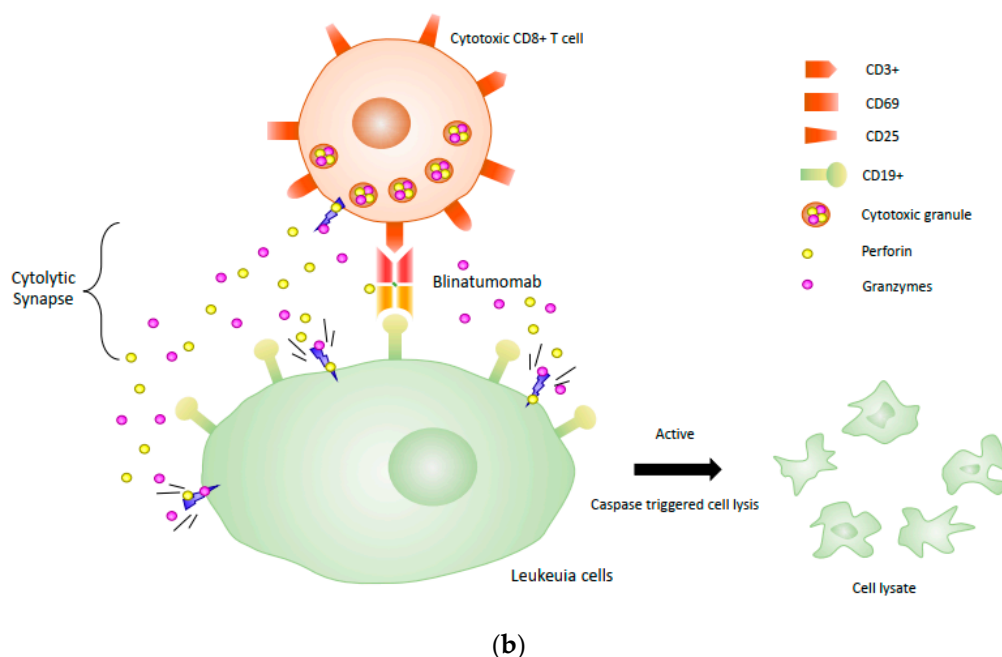 Cytotoxic CD8+ T cell
CD3+
CD69
CD25
CD19+
Cytotoxic granule
Perforin
Granzymes
Cytolytic
Synapse
Blinatumomab
Active
Caspase triggered cell lysis
Leukeuia cells
Cell lysate
(b)